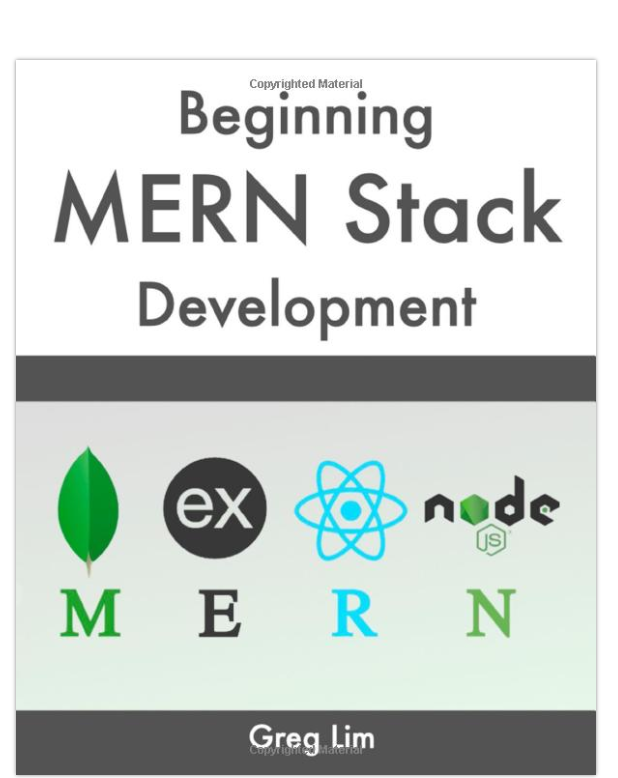 Copyrighted Material
Beginning
MERN Stack
Development
ex
node
JS
M E R N
Greg Lim
Copyrighted Material